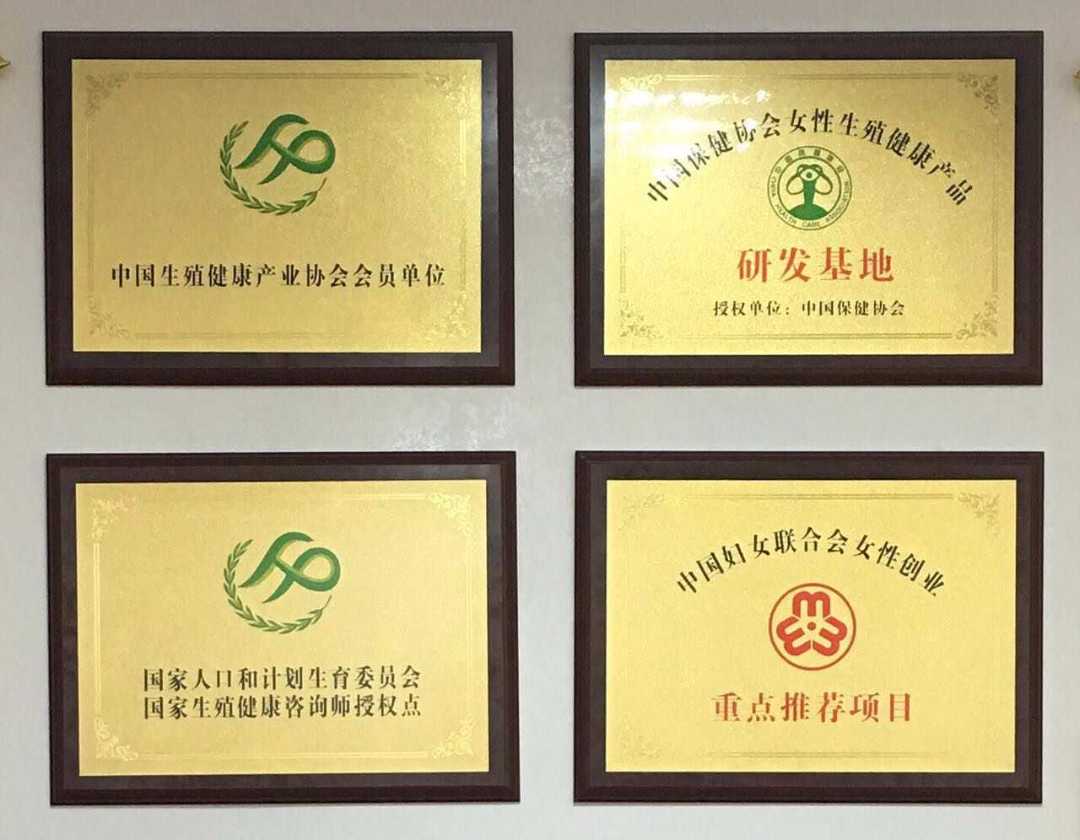 中国生殖健康产业协会会员单位
中国保健协会女性生殖健康产品
CHINA HEALTH CARE ASSOCIATION
研发基地
授权单位：中国保健协会
国家人口和计划生育委员会
国家生殖健康咨询师授权点
中国妇女联合会女性创业
重点推荐项目